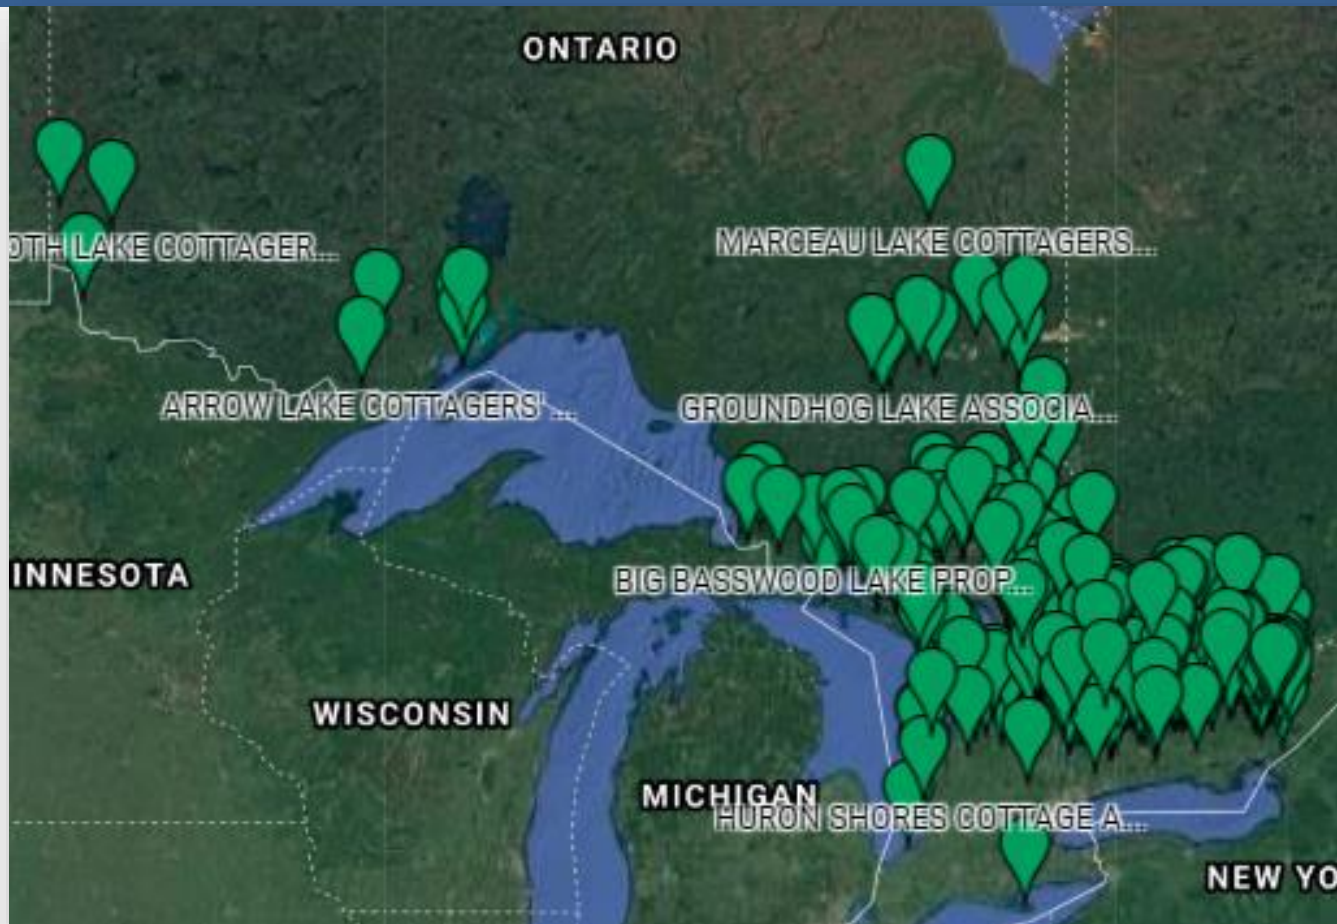 ONTARIO
OTH LAKE COTTAGER...
MARCEAU LAKE COTTAGERS...
ARROW LAKE COTTAGERS' ...
GROUNDHOG LAKE ASSOCIA...
INNESOTA
BIG BASSWOOD LAKE PROP...
WISCONSIN
MICHIGAN
HURON SHORES COTTAGE A...
NEW YO